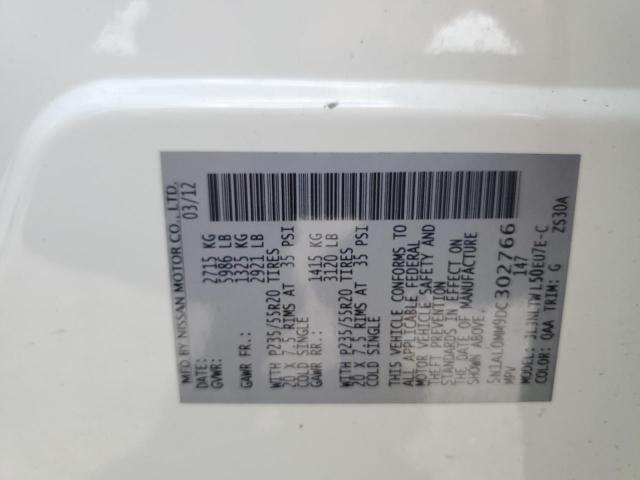 MFD BY NISSAN MOTOR CO., LTD.
DATE: 03/12
GVWR: 2715 KG
5986 LB
GAWR FR.: 1325 KG
2921 LB
WITH P235/55R20 TIRES
20 X 7.5 RIMS AT 35 PSI
COLD SINGLE
GAWR RR.: 1415 KG
3120 LB
WITH P235/55R20 TIRES
20 X 7.5 RIMS AT 35 PSI
COLD SINGLE
THIS VEHICLE CONFORMS TO
ALL APPLICABLE FEDERAL
MOTOR VEHICLE SAFETY AND
THEFT PREVENTION
STANDARDS IN EFFECT ON
THE DATE OF MANUFACTURE
SHOWN ABOVE.
5N1AL0MM9DC302766
MPV 147
MODEL:
COLOR: QAA TRIM: G ZS30A